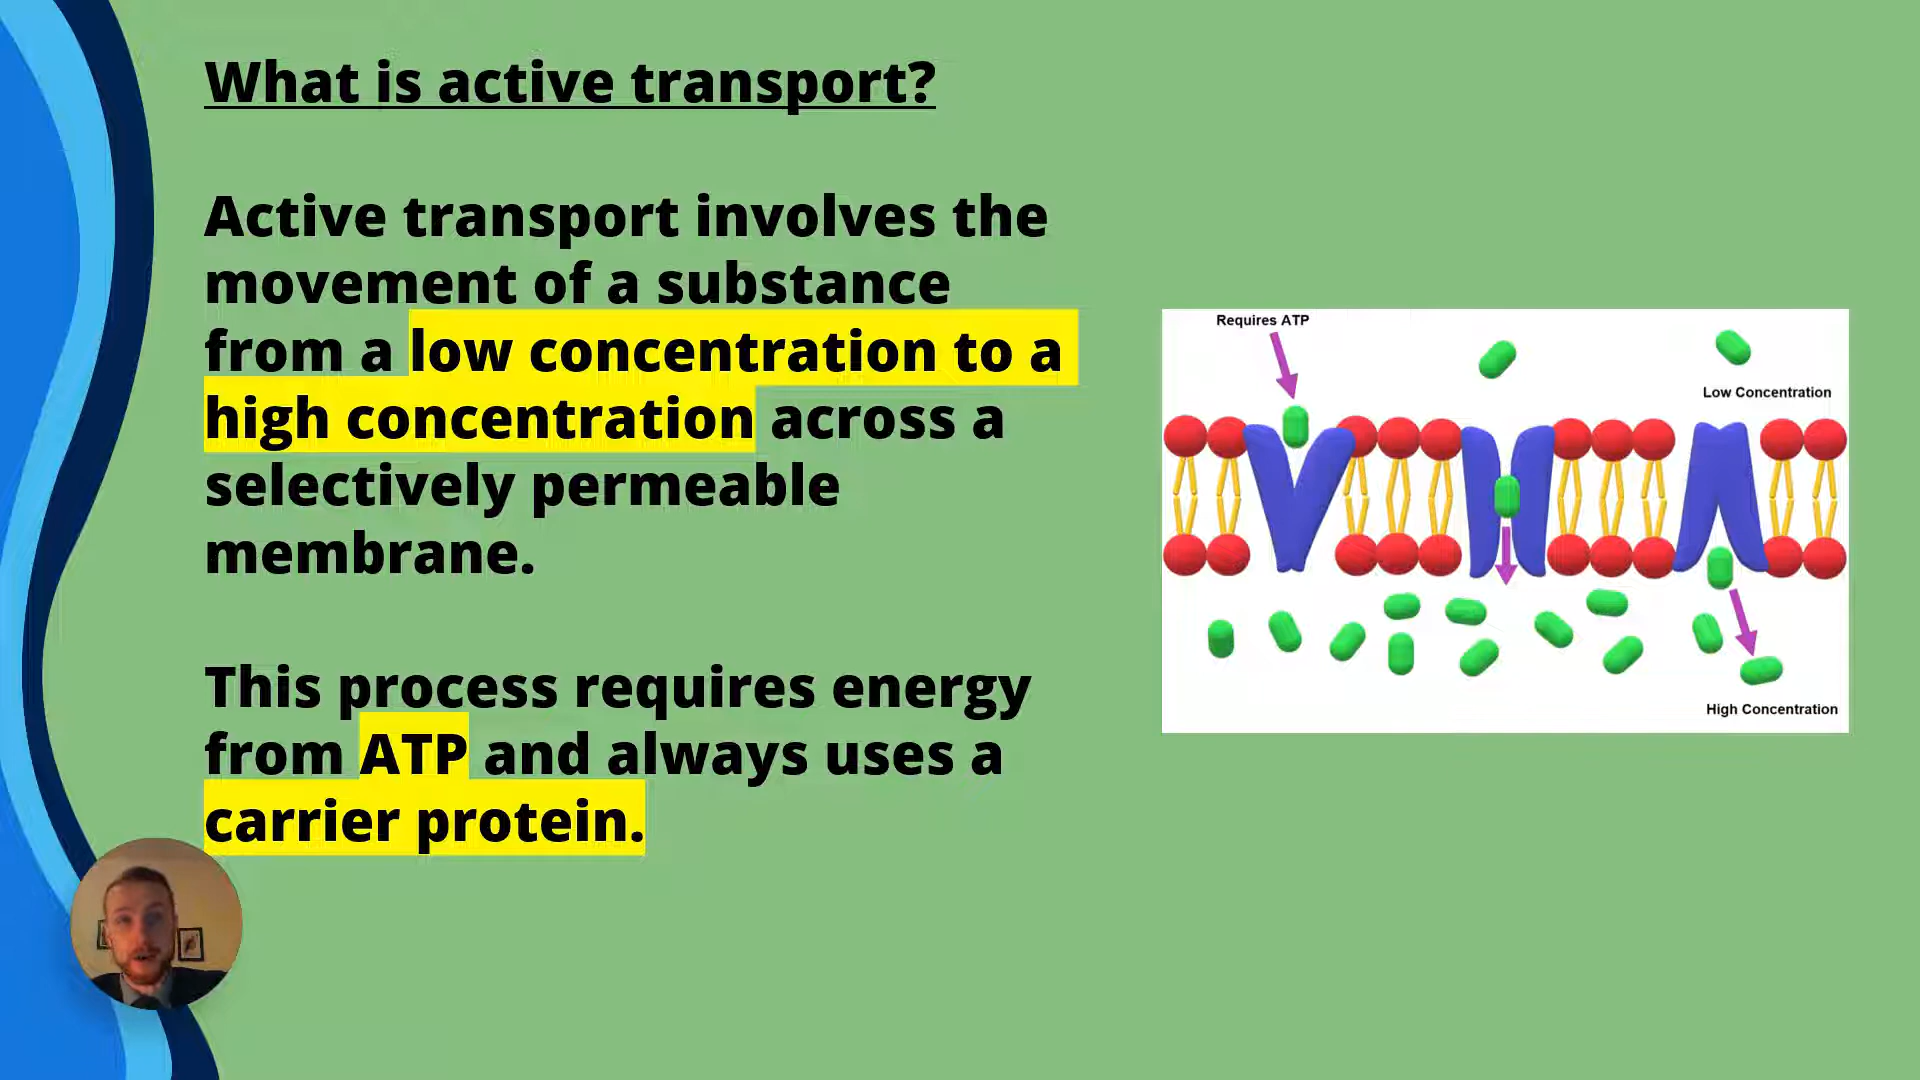 What is active transport?
Active transport involves the
movement of a substance
from a low concentration to a
high concentration across a
selectively permeable
membrane.
This process requires energy
from ATP and always uses a
carrier protein.
Requires ATP
Low Concentration
High Concentration